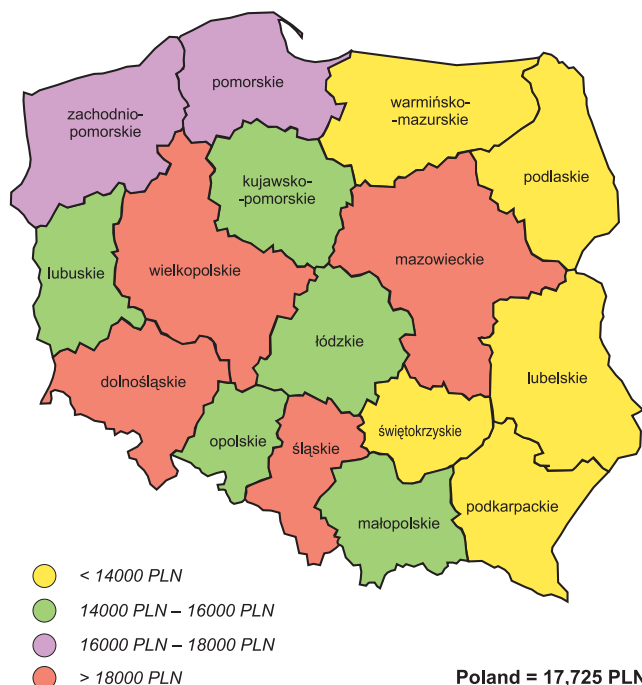 pomorskie
zachodnio-
pomorskie
warmińsko-
-mazurskie
podlaskie
kujawsko-
-pomorskie
lubuskie
wielkopolskie
mazowieckie
łódzkie
dolnośląskie
lubelskie
opolskie
śląskie
świętokrzyskie
podkarpackie
małopolskie
< 14000 PLN
14000 PLN – 16000 PLN
16000 PLN – 18000 PLN
> 18000 PLN
Poland = 17,725 PLN